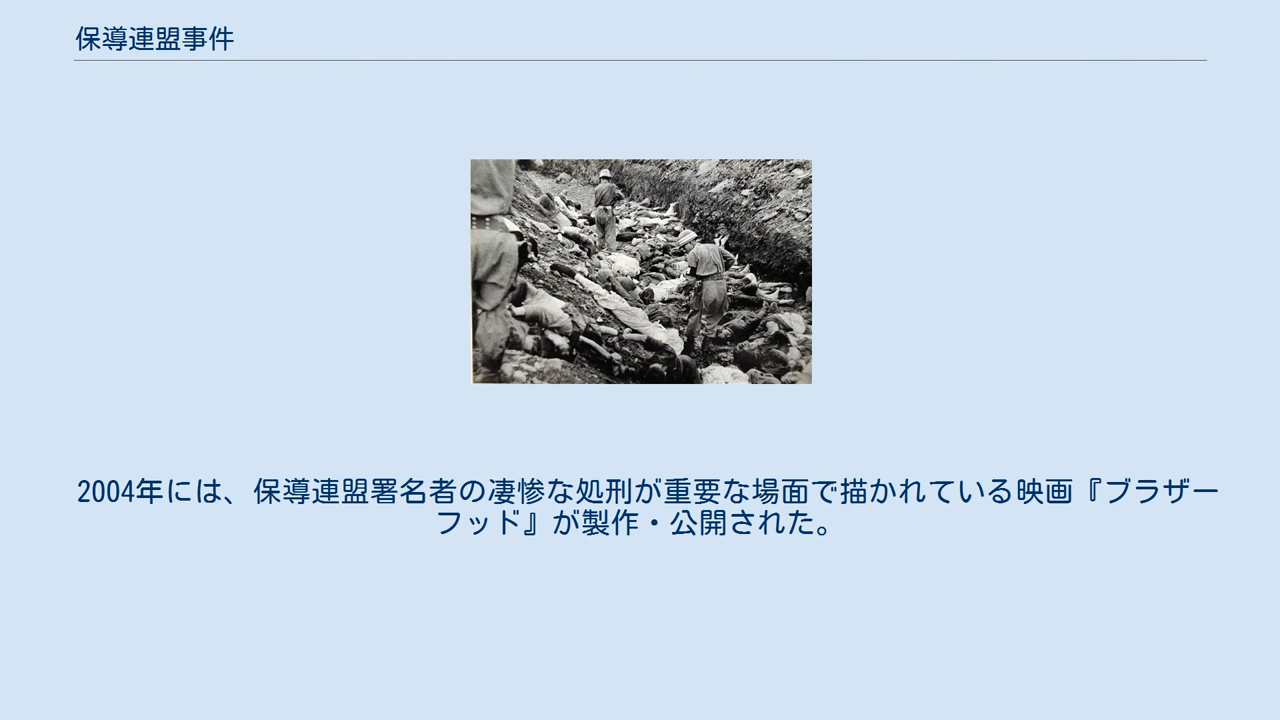 保導連盟事件
2004年には、保導連盟署名者の凄惨な処刑が重要な場面で描かれている映画『ブラザー
フッド』が製作・公開された。